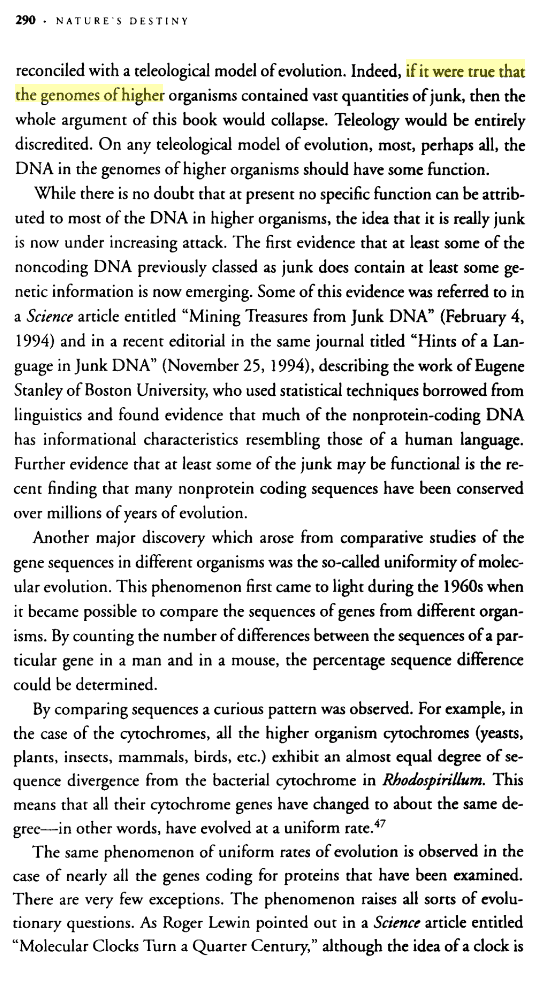 290 · NATURE'S DESTINY
reconciled with a teleological model of evolution. Indeed, if it were true that
the genomes of higher organisms contained vast quantities of junk, then the
whole argument of this book would collapse. Teleology would be entirely
discredited. On any teleological model of evolution, most, perhaps all, the
DNA in the genomes of higher organisms should have some function.
While there is no doubt that at present no specific function can be attrib-
uted to most of the DNA in higher organisms, the idea that it is really junk
is now under increasing attack. The first evidence that at least some of the
noncoding DNA previously classed as junk does contain at least some ge-
netic information is now emerging. Some of this evidence was referred to in
a Science article entitled “Mining Treasures from Junk DNA” (February 4,
1994) and in a recent editorial in the same journal titled “Hints of a Lan-
guage in Junk DNA” (November 25, 1994), describing the work of Eugene
Stanley of Boston University, who used statistical techniques borrowed from
linguistics and found evidence that much of the nonprotein-coding DNA
has informational characteristics resembling those of a human language.
Further evidence that at least some of the junk may be functional is the re-
cent finding that many nonprotein coding sequences have been conserved
over millions of years of evolution.
Another major discovery which arose from comparative studies of the
gene sequences in different organisms was the so-called uniformity of molec-
ular evolution. This phenomenon first came to light during the 1960s when
it became possible to compare the sequences of genes from different organ-
isms. By counting the number of differences between the sequences of a par-
ticular gene in a man and in a mouse, the percentage sequence difference
could be determined.
By comparing sequences a curious pattern was observed. For example, in
the case of the cytochromes, all the higher organism cytochromes (yeasts,
plants, insects, mammals, birds, etc.) exhibit an almost equal degree of se-
quence divergence from the bacterial cytochrome in Rhodospirillum. This
means that all their cytochrome genes have changed to about the same de-
gree—in other words, have evolved at a uniform rate.47
The same phenomenon of uniform rates of evolution is observed in the
case of nearly all the genes coding for proteins that have been examined.
There are very few exceptions. The phenomenon raises all sorts of evolu-
tionary questions. As Roger Lewin pointed out in a Science article entitled
“Molecular Clocks Turn a Quarter Century,” although the idea of a clock is